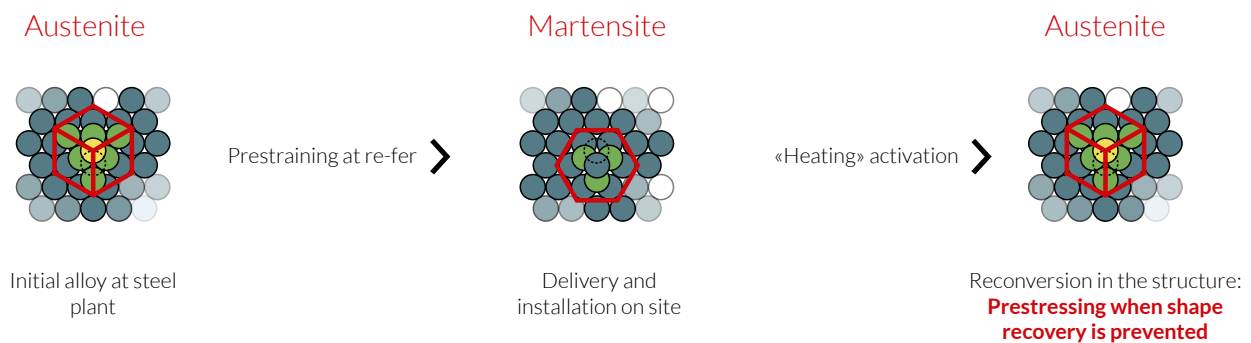 Austenite
Martensite
Austenite
Prestraining at re-fer
«Heating» activation
Initial alloy at steel
plant
Delivery and
installation on site
Reconversion in the structure:
Prestressing when shape
recovery is prevented